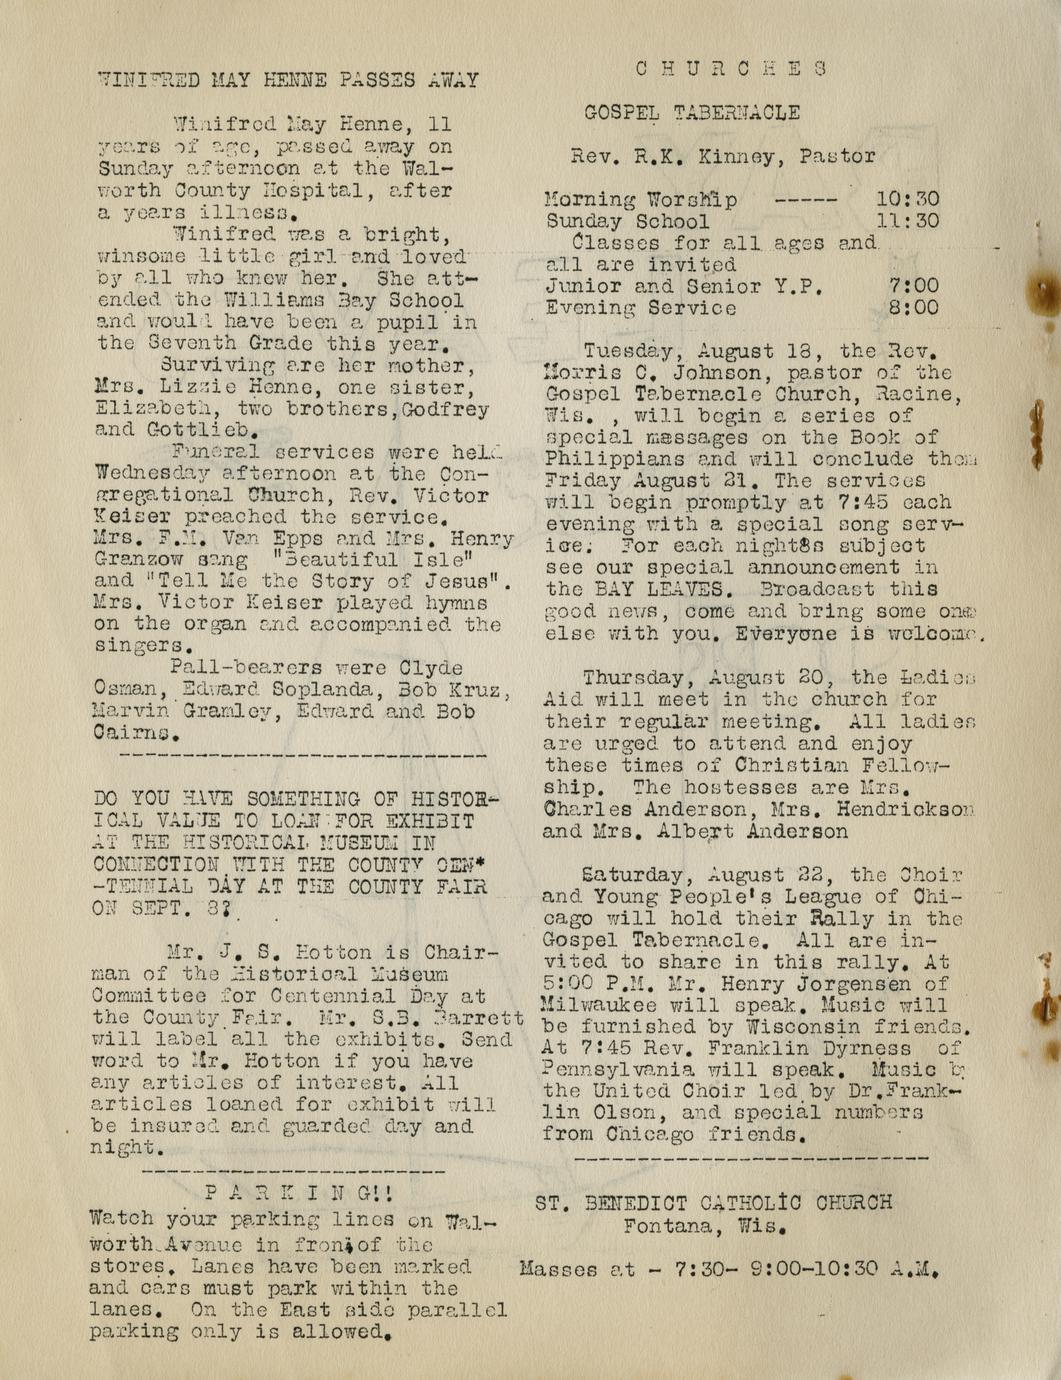 WINIFRED MAY HENNE PASSES AWAY
Winifred May Henne, 11
years of age, passed away on
Sunday afternoon at the Wal-
worth County Hospital, after
a years illness.
Winifred was a bright,
winsome little girl and loved
by all who knew her. She att-
ended the Williams Bay School
and would have been a pupil in
the Seventh Grade this year.
Surviving are her mother,
Mrs. Lizzie Henne, one sister,
Elizabeth, two brothers,Godfrey
and Gottlieb.
Funeral services were held
Wednesday afternoon at the Con-
gregational Church, Rev. Victor
Keiser preached the service.
Mrs. F.M. Van Epps and Mrs. Henry
Granzow sang "Beautiful Isle"
and "Tell Me the Story of Jesus".
Mrs. Victor Keiser played hymns
on the organ and accompanied the
singers.
Pall-bearers were Clyde
Osman, Edward Soplanda, Bob Kruz,
Marvin Gramley, Edward and Bob
Cairns.
------------------------------
DO YOU HAVE SOMETHING OF HISTOR-
ICAL VALUE TO LOAN FOR EXHIBIT
AT THE HISTORICAL MUSEUM IN
CONNECTION WITH THE COUNTY CEN*
-TENNIAL DAY AT THE COUNTY FAIR
ON SEPT. 8?
Mr. J. S. Hotton is Chair-
man of the Historical Museum
Committee for Centennial Day at
the County Fair. Mr. S.B. Barrett
will label all the exhibits. Send
word to Mr. Hotton if you have
any articles of interest. All
articles loaned for exhibit will
be insured and guarded day and
night.
-------------------------
P A R K I N G!!
Watch your parking lines on Wal-
worth Avenue in front of the
stores. Lanes have been marked
and cars must park within the
lanes. On the East side parallel
parking only is allowed.
C H U R C H E S
GOSPEL TABERNACLE
Rev. R.K. Kinney, Pastor
Morning Worship ----- 10:30
Sunday School 11:30
Classes for all ages and
all are invited
Junior and Senior Y.P. 7:00
Evening Service 8:00
Tuesday, August 18, the Rev.
Morris C. Johnson, pastor of the
Gospel Tabernacle Church, Racine,
Wis. , will begin a series of
special messages on the Book of
Philippians and will conclude them
Friday August 21. The services
will begin promptly at 7:45 each
evening with a special song serv-
ice. For each night8s subject
see our special announcement in
the BAY LEAVES. Broadcast this
good news, come and bring some one
else with you. Everyone is welcome.
Thursday, August 20, the Ladies
Aid will meet in the church for
their regular meeting. All ladies
are urged to attend and enjoy
these times of Christian Fellow-
ship. The hostesses are Mrs.
Charles Anderson, Mrs. Hendrickson
and Mrs. Albert Anderson
Saturday, August 22, the Choir
and Young People's League of Chi-
cago will hold their Rally in the
Gospel Tabernacle. All are in-
vited to share in this rally. At
5:00 P.M. Mr. Henry Jorgensen of
Milwaukee will speak. Music will
be furnished by Wisconsin friends.
At 7:45 Rev. Franklin Dyrness of
Pennsylvania will speak. Music by
the United Choir led by Dr.Frank-
lin Olson, and special numbers
from Chicago friends.
-----------------------------
ST. BENEDICT CATHOLIC CHURCH
Fontana, Wis.
Masses at - 7:30- 9:00-10:30 A.M.